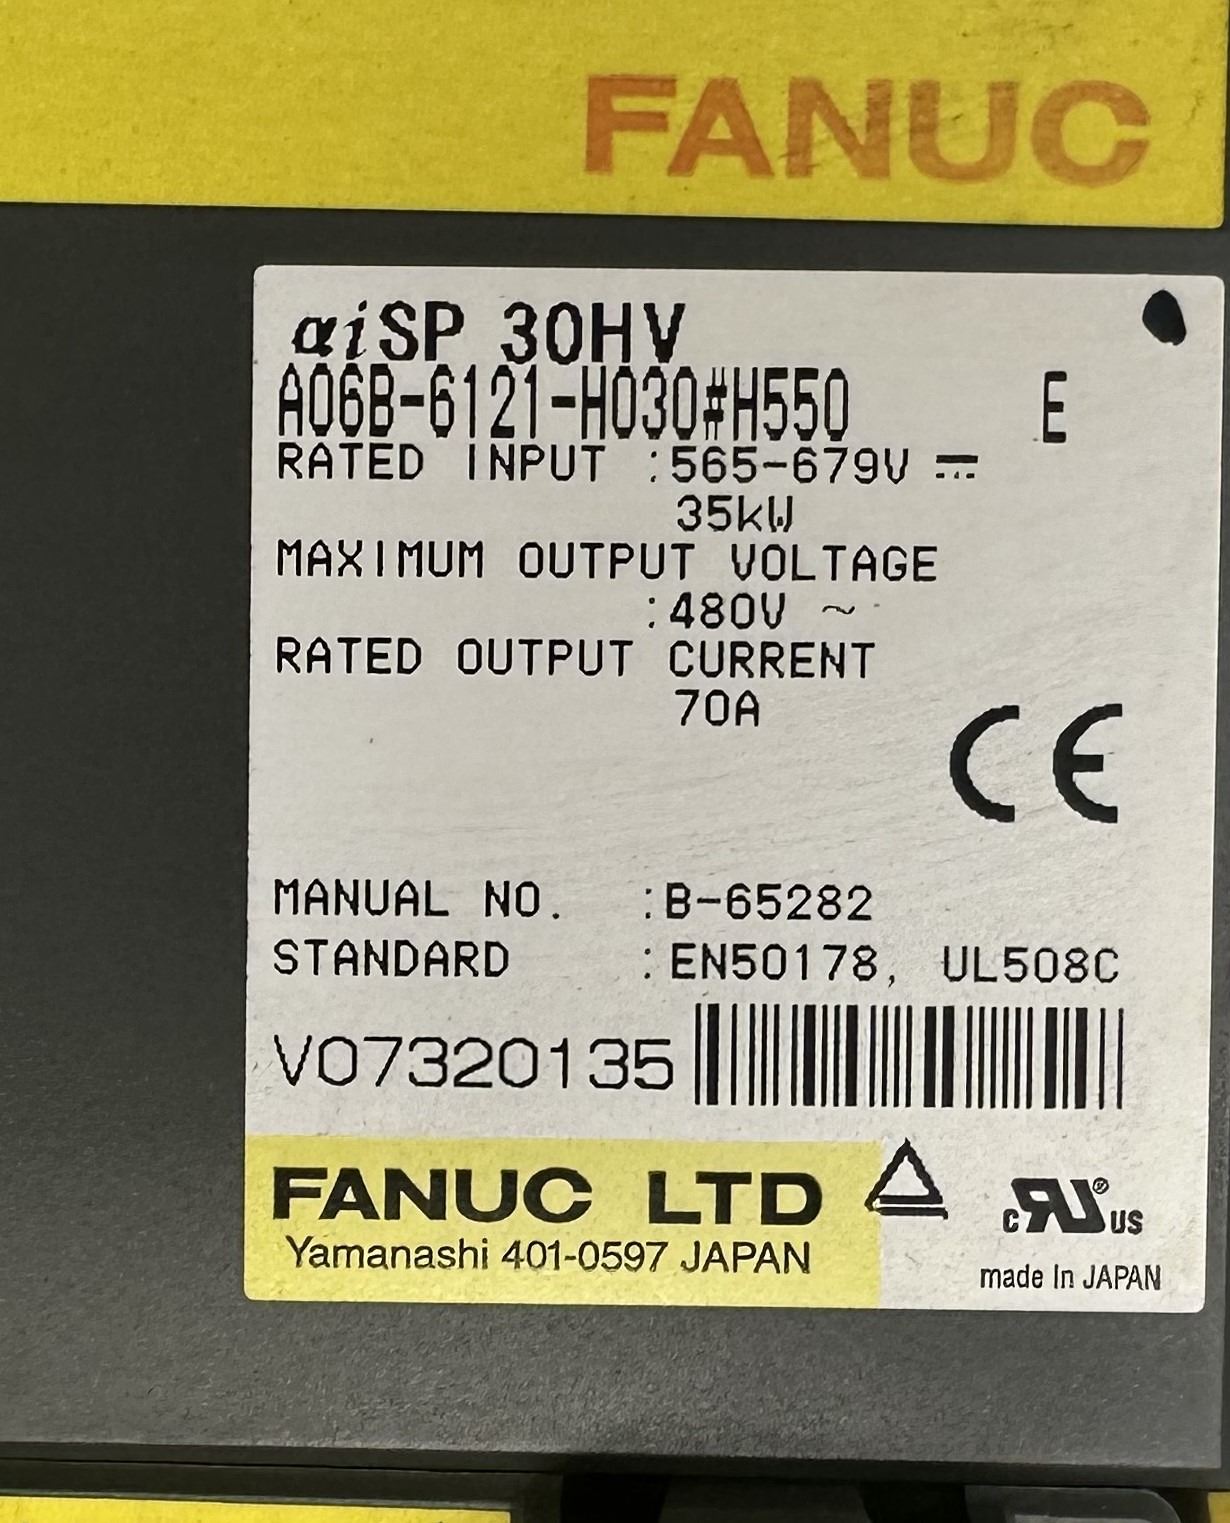 FANUC
αiSP 30HV
A06B-6121-H030#H550 E
RATED INPUT :565-679V ⎓
35kW
MAXIMUM OUTPUT VOLTAGE
:480V ~
RATED OUTPUT CURRENT
70A
CE
MANUAL NO. :B-65282
STANDARD :EN50178, UL508C
V07320135
FANUC LTD
Yamanashi 401-0597 JAPAN
c RU ® US
made In JAPAN